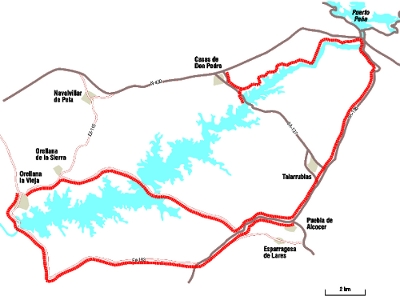 Puerto
Peña
Casas de
Don Pedro
N-430
Navalvillar
de Pela
Orellana
de la Sierra
Orellana
la Vieja
Talarrubias
Puebla de
Alcocer
Esparragosa
de Lares
2 km